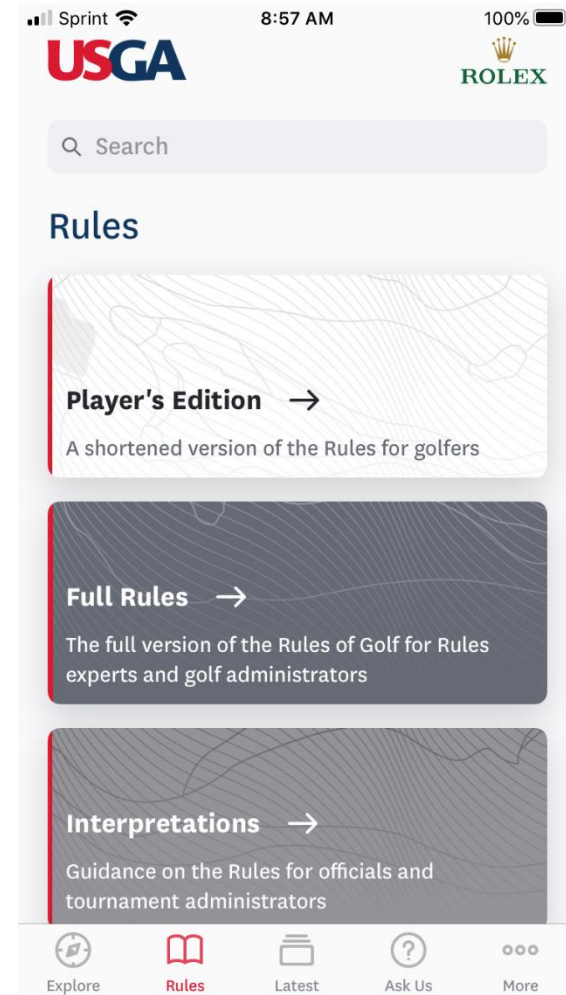 Sprint 8:57 AM 100%
USGA
ROLEX
Search
Rules
Player's Edition →
A shortened version of the Rules for golfers
Full Rules →
The full version of the Rules of Golf for Rules
experts and golf administrators
Interpretations →
Guidance on the Rules for officials and
tournament administrators
Explore Rules Latest Ask Us More